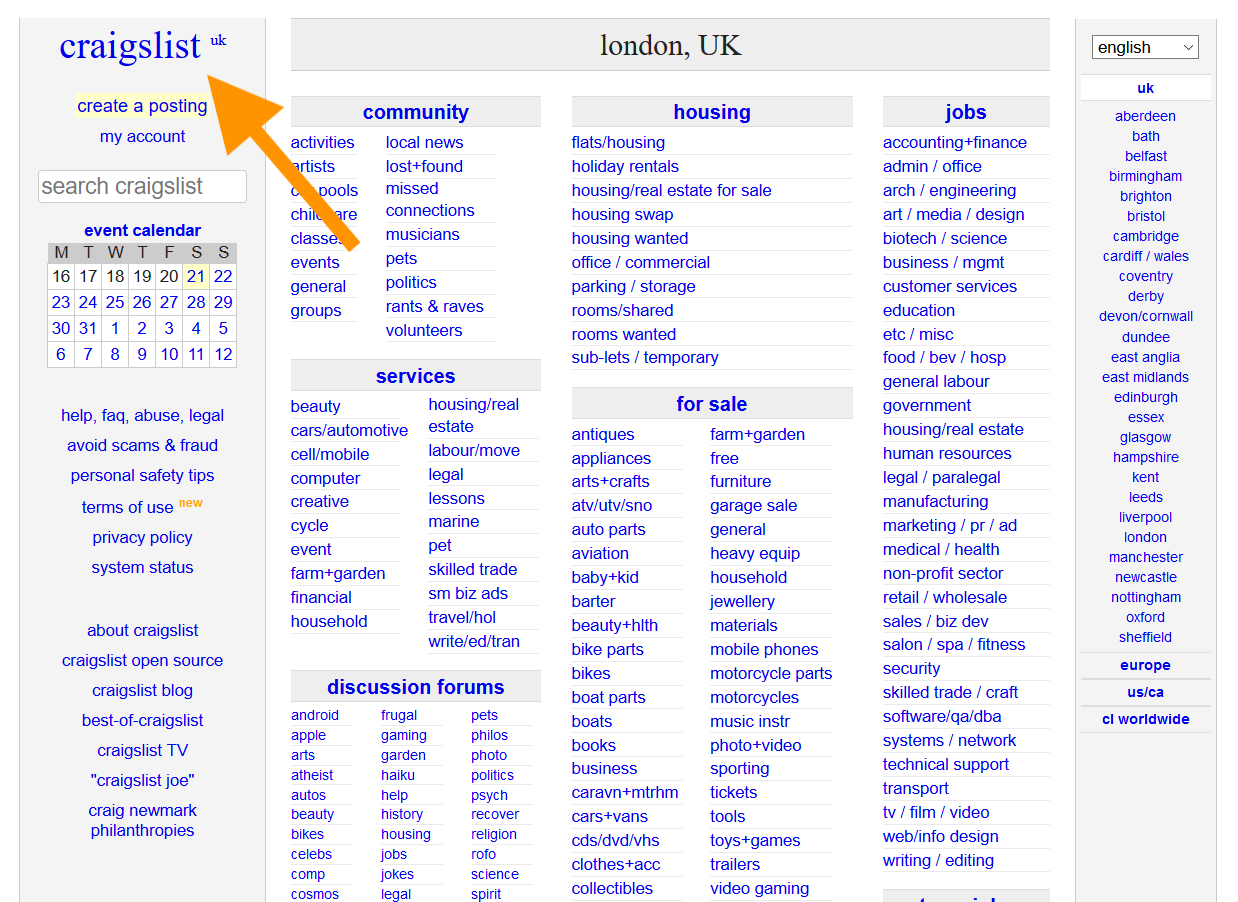 craigslist uk
create a posting
my account
search craigslist
event calendar
M T W T F S S
16 17 18 19 20 21 22
23 24 25 26 27 28 29
30 31 1 2 3 4 5
6 7 8 9 10 11 12
help, faq, abuse, legal
avoid scams & fraud
personal safety tips
terms of use new
privacy policy
system status
about craigslist
craigslist open source
craigslist blog
best-of-craigslist
craigslist TV
"craigslist joe"
craig newmark
philanthropies
london, UK
community
activities
artists
classes
events
general
groups
local news
lost+found
missed
connections
musicians
pets
politics
rants & raves
volunteers
services
beauty
cars/automotive
cell/mobile
computer
creative
cycle
event
farm+garden
financial
household
housing/real
estate
labour/move
legal
lessons
marine
pet
skilled trade
sm biz ads
travel/hol
write/ed/tran
discussion forums
android
apple
arts
atheist
autos
beauty
bikes
celebs
comp
cosmos
frugal
gaming
garden
haiku
help
history
housing
jobs
jokes
legal
pets
philos
photo
politics
psych
recover
religion
rofo
science
spirit
housing
flats/housing
holiday rentals
housing/real estate for sale
housing swap
housing wanted
office / commercial
parking / storage
rooms/shared
rooms wanted
sub-lets / temporary
for sale
antiques
appliances
arts+crafts
atv/utv/sno
auto parts
aviation
baby+kid
barter
beauty+hlth
bike parts
bikes
boat parts
boats
books
business
caravn+mtrhm
cars+vans
cds/dvd/vhs
clothes+acc
collectibles
farm+garden
free
furniture
garage sale
general
heavy equip
household
jewellery
materials
mobile phones
motorcycle parts
motorcycles
music instr
photo+video
sporting
tickets
tools
toys+games
trailers
video gaming
jobs
accounting+finance
admin / office
arch / engineering
art / media / design
biotech / science
business / mgmt
customer services
education
etc / misc
food / bev / hosp
general labour
government
housing/real estate
human resources
legal / paralegal
manufacturing
marketing / pr / ad
medical / health
non-profit sector
retail / wholesale
sales / biz dev
salon / spa / fitness
security
skilled trade / craft
software/qa/dba
systems / network
technical support
transport
tv / film / video
web/info design
writing / editing
english
uk
aberdeen
bath
belfast
birmingham
brighton
bristol
cambridge
cardiff / wales
coventry
derby
devon/cornwall
dundee
east anglia
east midlands
edinburgh
essex
glasgow
hampshire
kent
leeds
liverpool
london
manchester
newcastle
nottingham
oxford
sheffield
europe
us/ca
cl worldwide